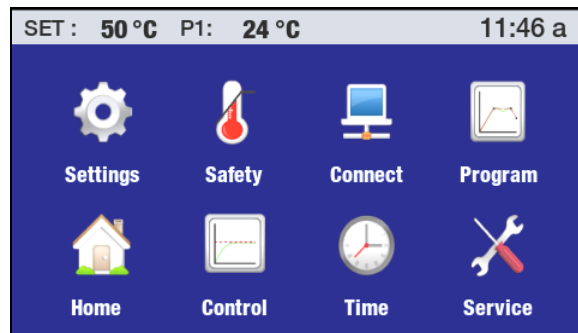 SET : 50 °C P1: 24 °C 11:46 a
Settings Safety Connect Program
Home Control Time Service